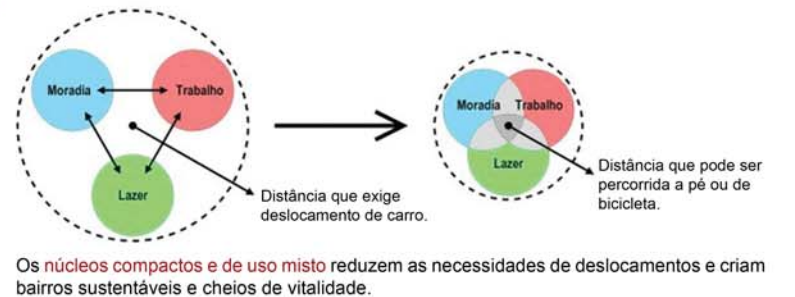 Moradia
Trabalho
Lazer
Distância que exige
deslocamento de carro.
Moradia
Trabalho
Lazer
Distância que pode ser
percorrida a pé ou de
bicicleta.
Os núcleos compactos e de uso misto reduzem as necessidades de deslocamentos e criam
bairros sustentáveis e cheios de vitalidade.